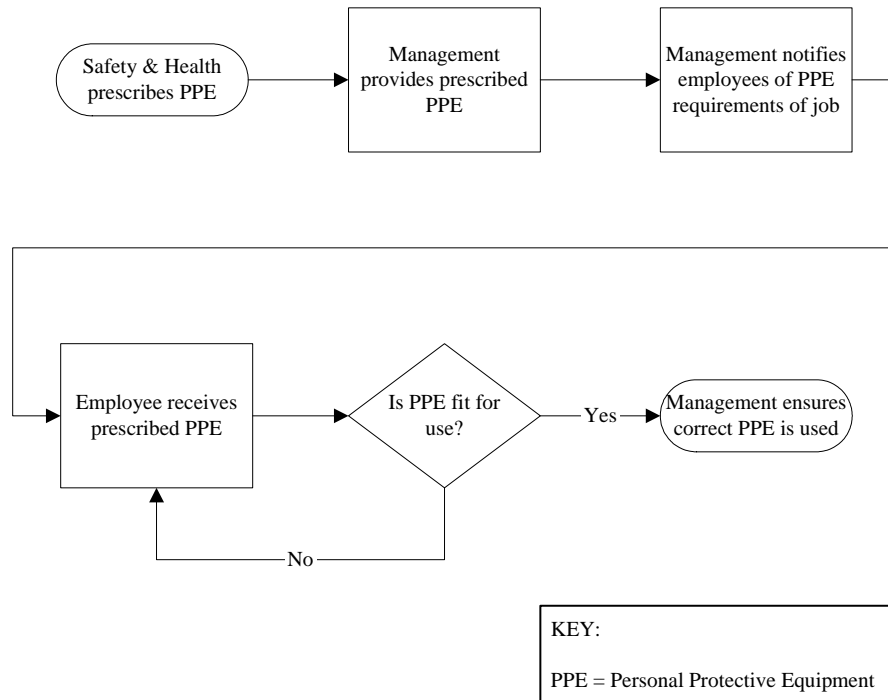 Safety & Health
prescribes PPE
Management
provides prescribed
PPE
Management notifies
employees of PPE
requirements of job
Employee receives
prescribed PPE
Is PPE fit for
use?
Yes
Management ensures
correct PPE is used
No
KEY:
PPE = Personal Protective Equipment